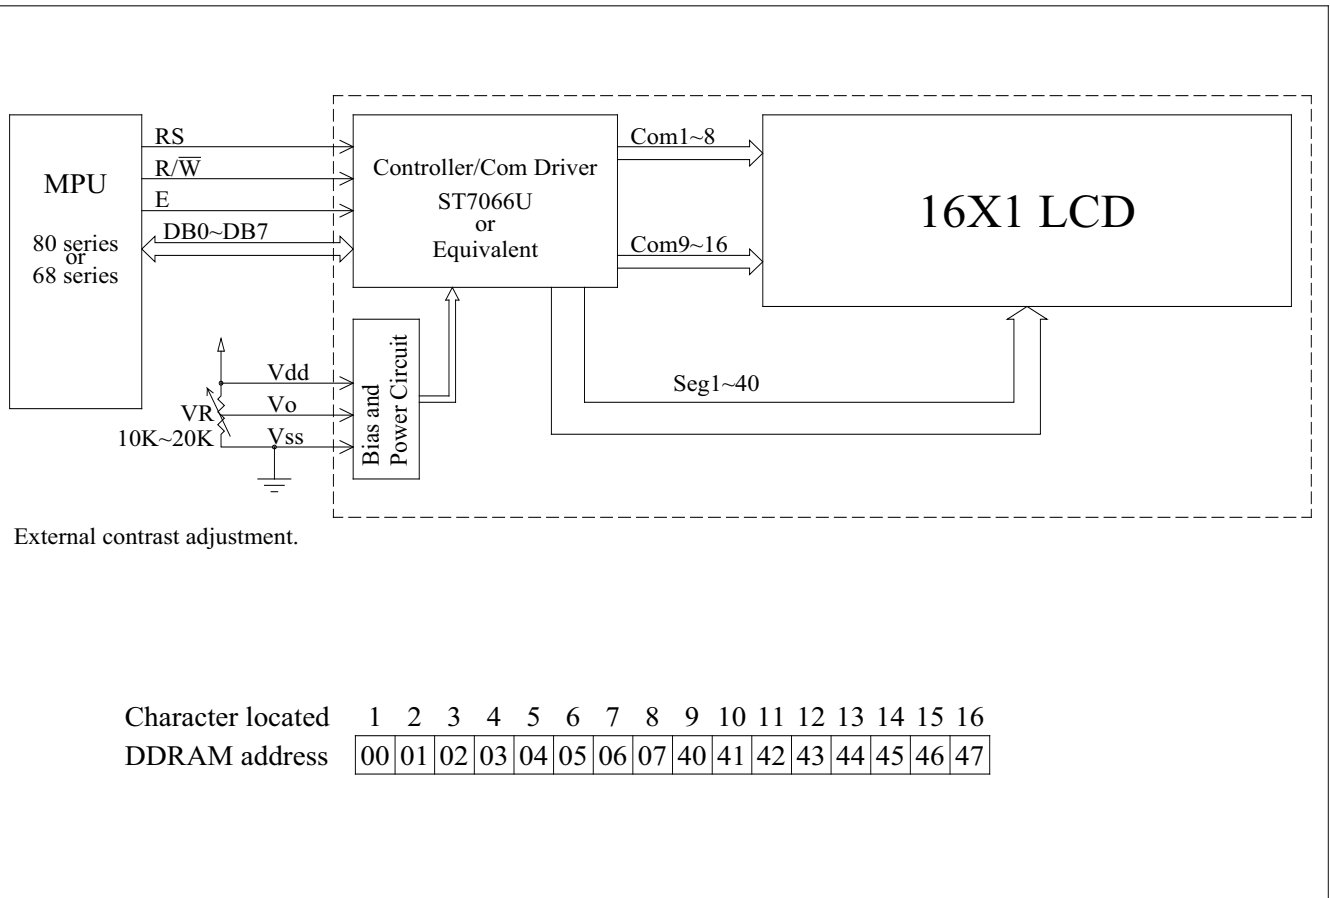 RS
R/W̅
E
DB0~DB7
MPU
80 series
or
68 series
Controller/Com Driver
ST7066U
or
Equivalent
Com1~8
Com9~16
16X1 LCD
Seg1~40
Vdd
Vo
Vss
VR
10K~20K
Bias and
Power Circuit
External contrast adjustment.
Character located 1 2 3 4 5 6 7 8 9 10 11 12 13 14 15 16
DDRAM address 00 01 02 03 04 05 06 07 40 41 42 43 44 45 46 47